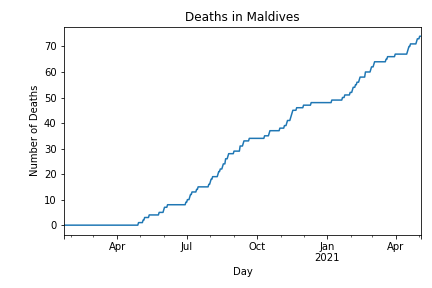 Deaths in Maldives
70
60
50
40
30
20
10
0
Number of Deaths
Apr
Jul
Oct
Jan
2021
Apr
Day